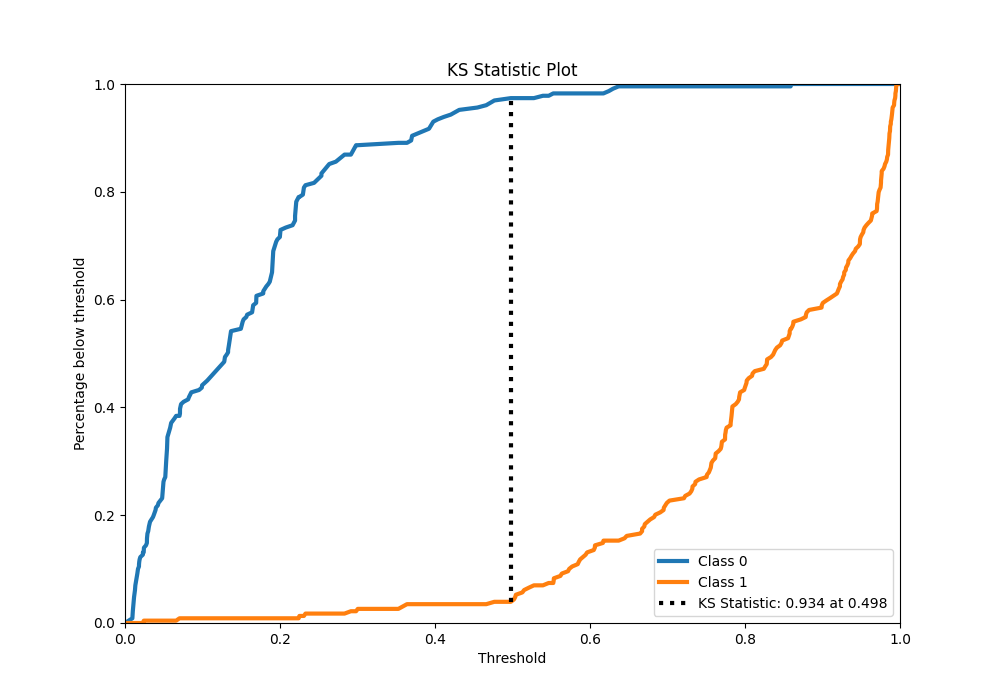 KS Statistic Plot
1.0
0.8
0.6
0.4
0.2
0.0
Percentage below threshold
0.0 0.2 0.4 0.6 0.8 1.0
Threshold
Class 0
Class 1
KS Statistic: 0.934 at 0.498